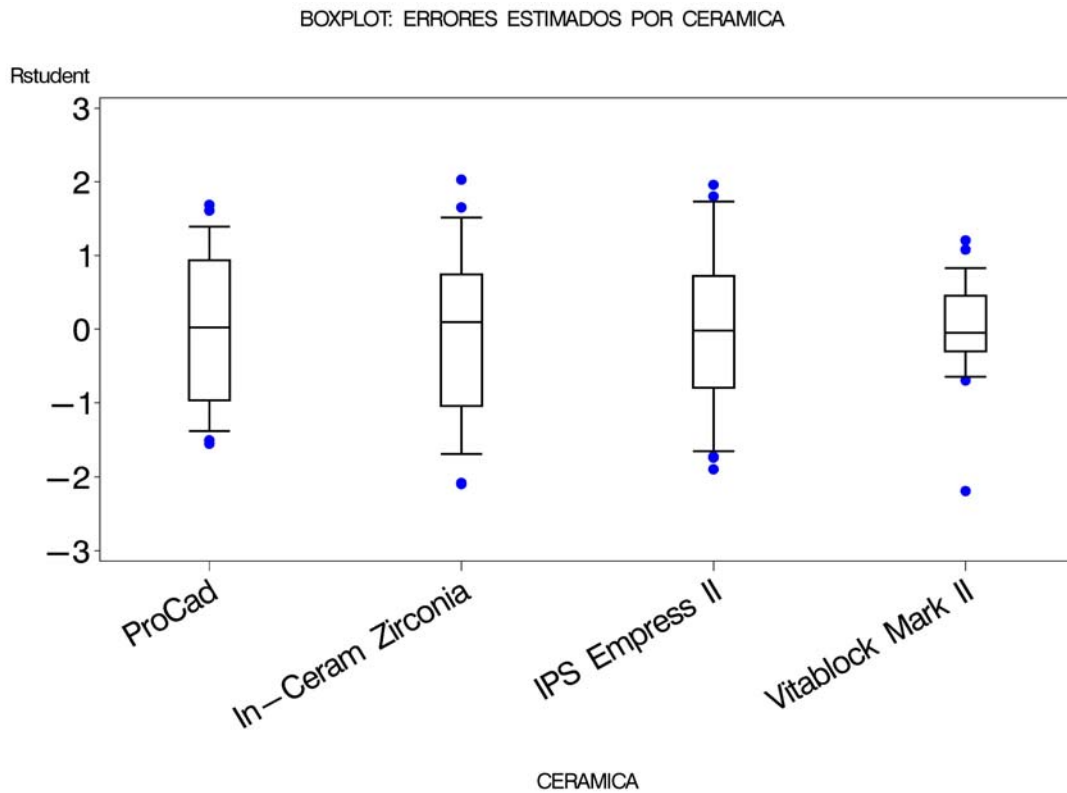 BOXPLOT: ERRORES ESTIMADOS POR CERAMICA
Rstudent
3
2
1
0
−1
−2
−3
ProCad
In−Ceram Zirconia
IPS Empress II
Vitablock Mark II
CERAMICA